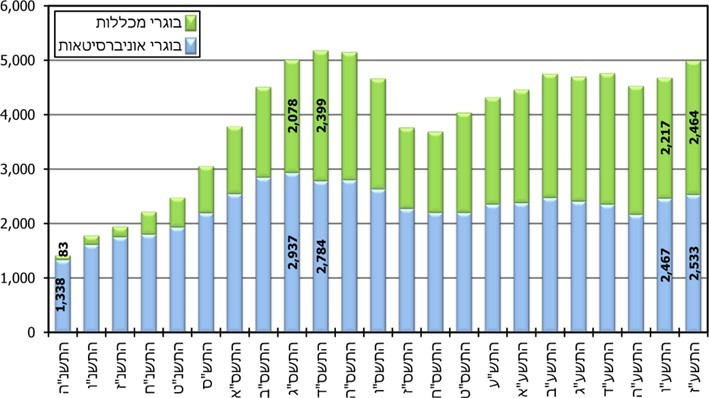 6,000
5,000
4,000
3,000
2,000
1,000
0
בוגרי מכללות
בוגרי אוניברסיטאות
83
1,338
2,078
2,937
2,399
2,784
2,217
2,467
2,464
2,533
התשנ"ה
התשנ"ו
התשנ"ז
התשנ"ח
התשנ"ט
התש"ס
התשס"א
התשס"ב
התשס"ג
התשס"ד
התשס"ה
התשס"ו
התשס"ז
התשס"ח
התשס"ט
התש"ע
התשע"א
התשע"ב
התשע"ג
התשע"ד
התשע"ה
התשע"ו
התשע"ז